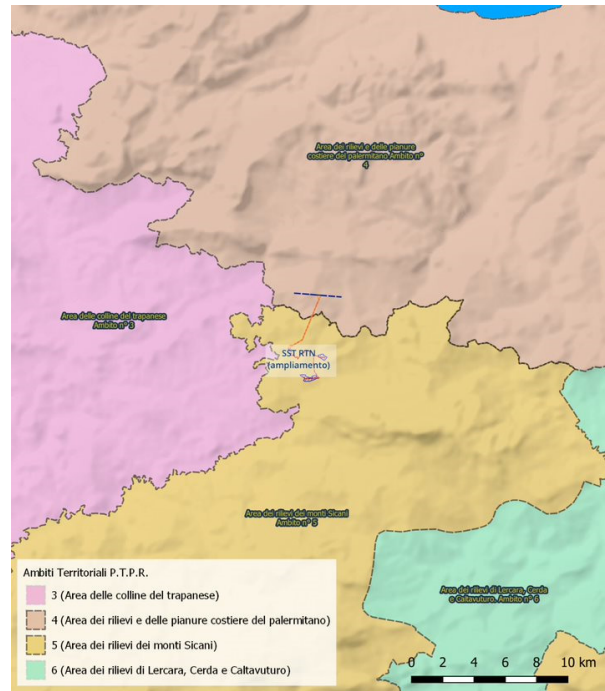 Area dei rilievi e delle pianure
costiere del palermitano Ambito n°
4
Area delle colline del trapanese
Ambito n° 3
SST RTN
(ampliamento)
Area dei rilievi dei monti Sicani
Ambito n° 5
Area dei rilievi di Lercara, Cerda
e Caltavuturo. Ambito n° 6
Ambiti Territoriali P.T.P.R.
3 (Area delle colline del trapanese)
4 (Area dei rilievi e delle pianure costiere del palermitano)
5 (Area dei rilievi dei monti Sicani)
6 (Area dei rilievi di Lercara, Cerda e Caltavuturo)
0 2 4 6 8 10 km